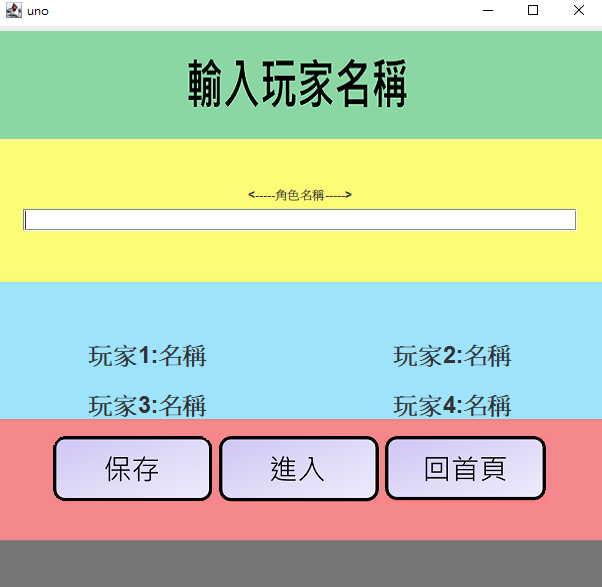 uno
輸入玩家名稱
<-----角色名稱----->
玩家1:名稱 玩家2:名稱
玩家3:名稱 玩家4:名稱
保存 進入 回首頁